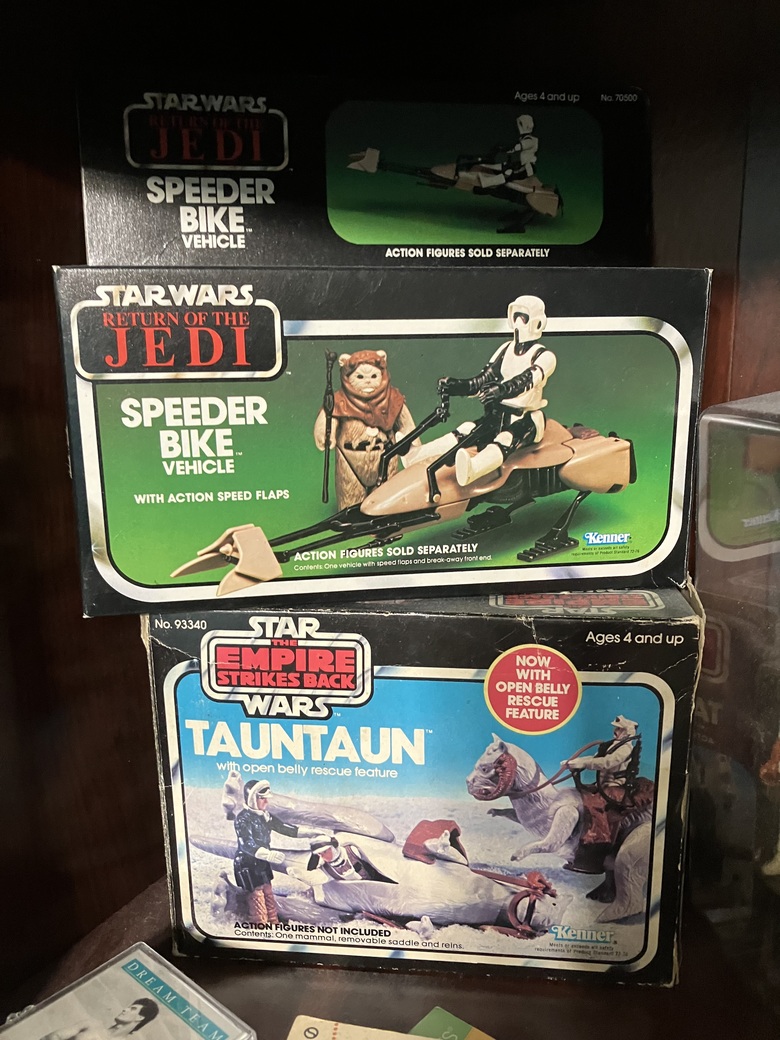 STAR WARS
RETURN OF THE
JEDI
SPEEDER
BIKE™
VEHICLE
Ages 4 and up
No. 70500
ACTION FIGURES SOLD SEPARATELY
STAR WARS
RETURN OF THE
JEDI
SPEEDER
BIKE™
VEHICLE
WITH ACTION SPEED FLAPS
ACTION FIGURES SOLD SEPARATELY
Contents: One vehicle with speed flaps and break-away front end.
Kenner
No. 93340
STAR
THE
EMPIRE
STRIKES BACK
WARS™
Ages 4 and up
NOW
WITH
OPEN BELLY
RESCUE
FEATURE
TAUNTAUN™
with open belly rescue feature
ACTION FIGURES NOT INCLUDED
Contents: One mammal, removable saddle and reins.
Kenner
DREAM TEAM